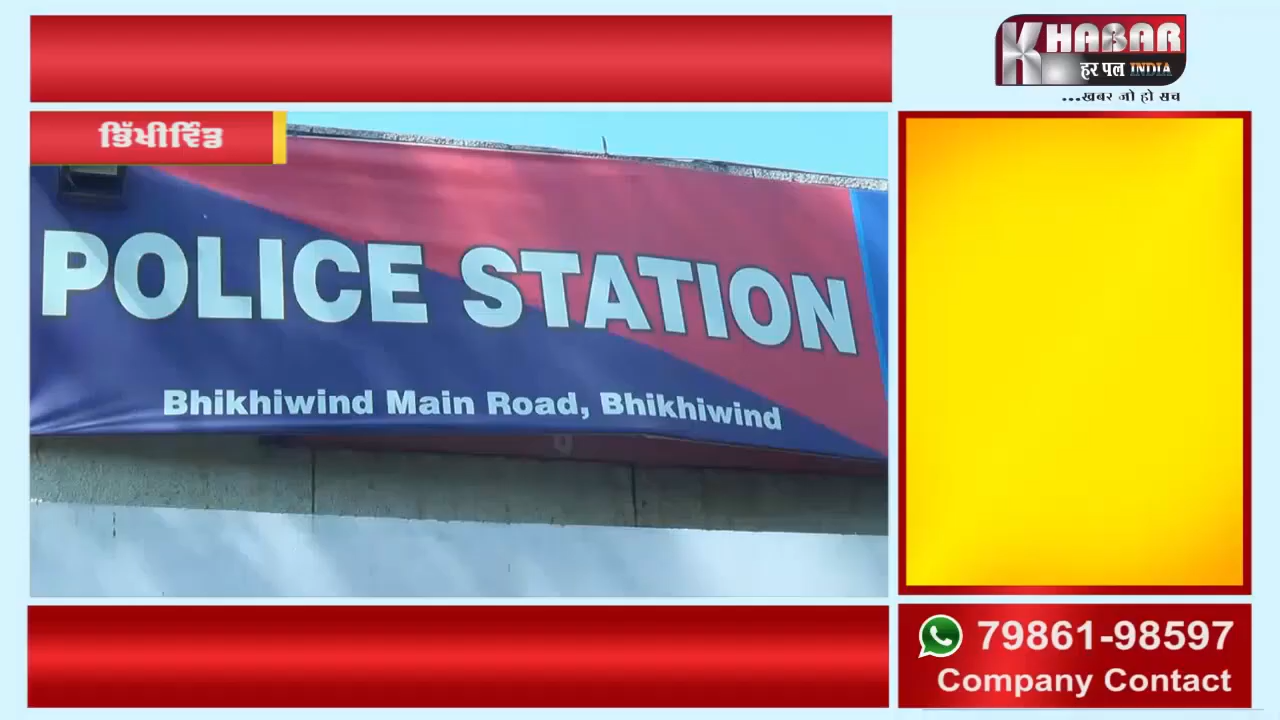 KHABAR
हर पल INDIA
...खबर जो हो सच
ਭਿੱਖੀਵਿੰਡ
POLICE STATION
Bhikhiwind Main Road, Bhikhiwind
79861-98597
Company Contact